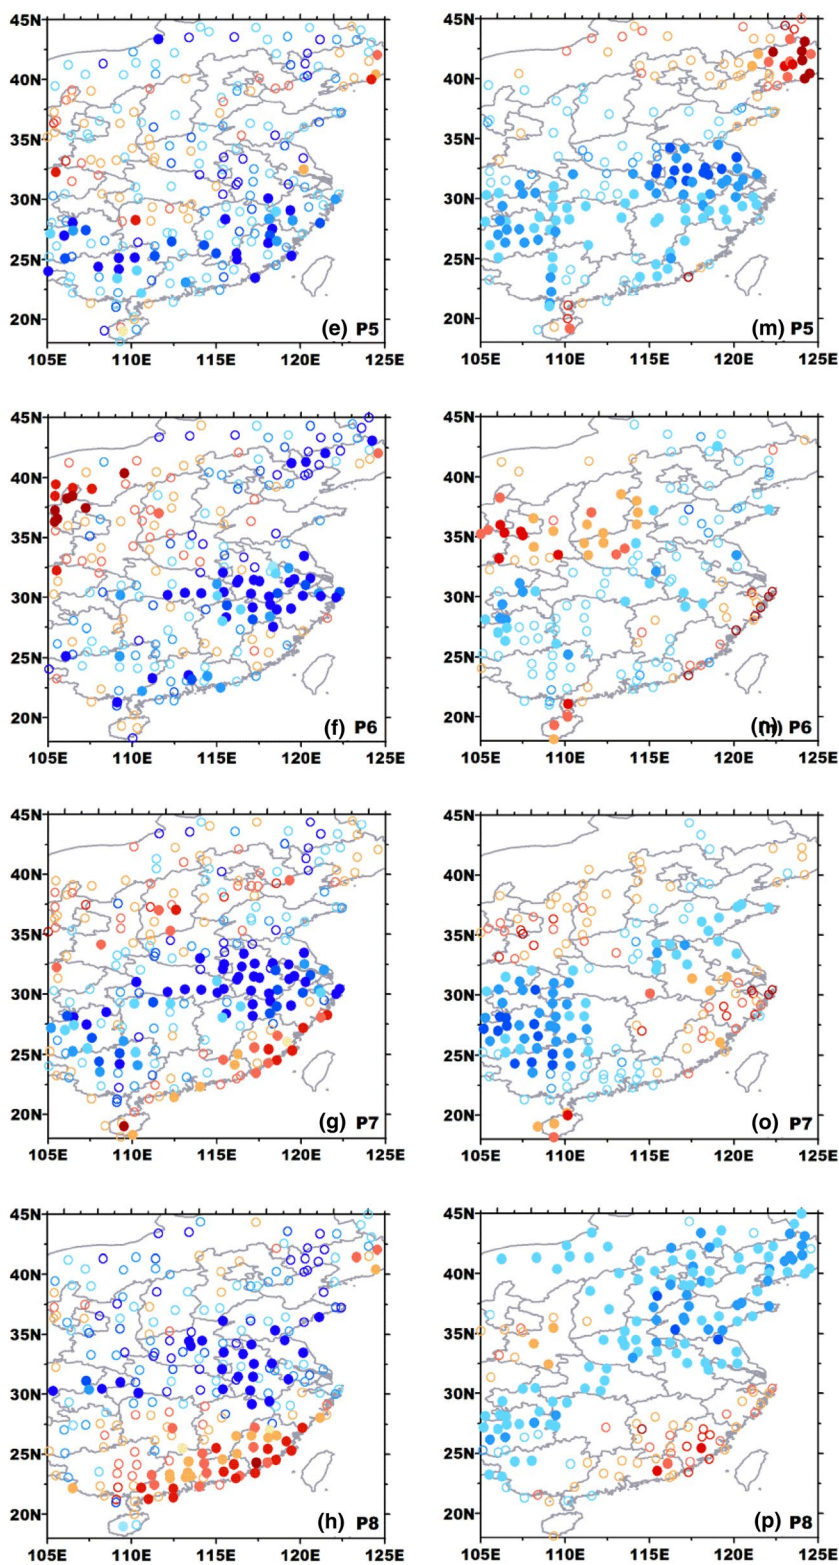 45N 45N
40N 40N
35N 35N
30N 30N
25N 25N
20N (e) P5 20N (m) P5
105E 110E 115E 120E 125E 105E 110E 115E 120E 125E
45N 45N
40N 40N
35N 35N
30N 30N
25N 25N
20N (f) P6 20N (n) P6
105E 110E 115E 120E 125E 105E 110E 115E 120E 125E
45N 45N
40N 40N
35N 35N
30N 30N
25N 25N
20N (g) P7 20N (o) P7
105E 110E 115E 120E 125E 105E 110E 115E 120E 125E
45N 45N
40N 40N
35N 35N
30N 30N
25N 25N
20N (h) P8 20N (p) P8
105E 110E 115E 120E 125E 105E 110E 115E 120E 125E